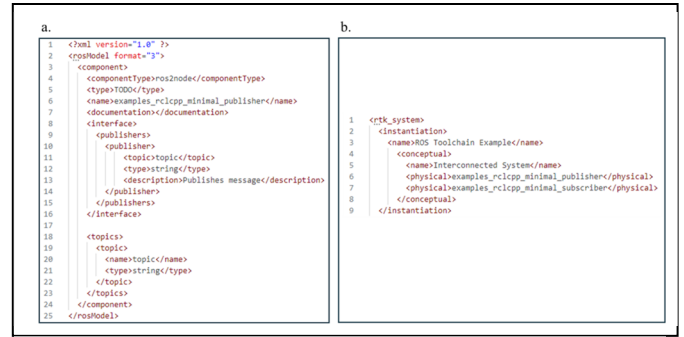 a.
1 <?xml version="1.0" ?>
2 <rosModel format="3">
3 <component>
4 <componentType>ros2node</componentType>
5 <type>TODO</type>
6 <name>examples_rclcpp_minimal_publisher</name>
7 <documentation></documentation>
8 <interface>
9 <publishers>
10 <publisher>
11 <topic>topic</topic>
12 <type>string</type>
13 <description>Publishes message</description>
14 </publisher>
15 </publishers>
16 </interface>
17
18 <topics>
19 <topic>
20 <name>topic</name>
21 <type>string</type>
22 </topic>
23 </topics>
24 </component>
25 </rosModel>
b.
1 <rtk_system>
2 <instantiation>
3 <name>ROS Toolchain Example</name>
4 <conceptual>
5 <name>Interconnected System</name>
6 <physical>examples_rclcpp_minimal_publisher</physical>
7 <physical>examples_rclcpp_minimal_subscriber</physical>
8 </conceptual>
9 </instantiation>